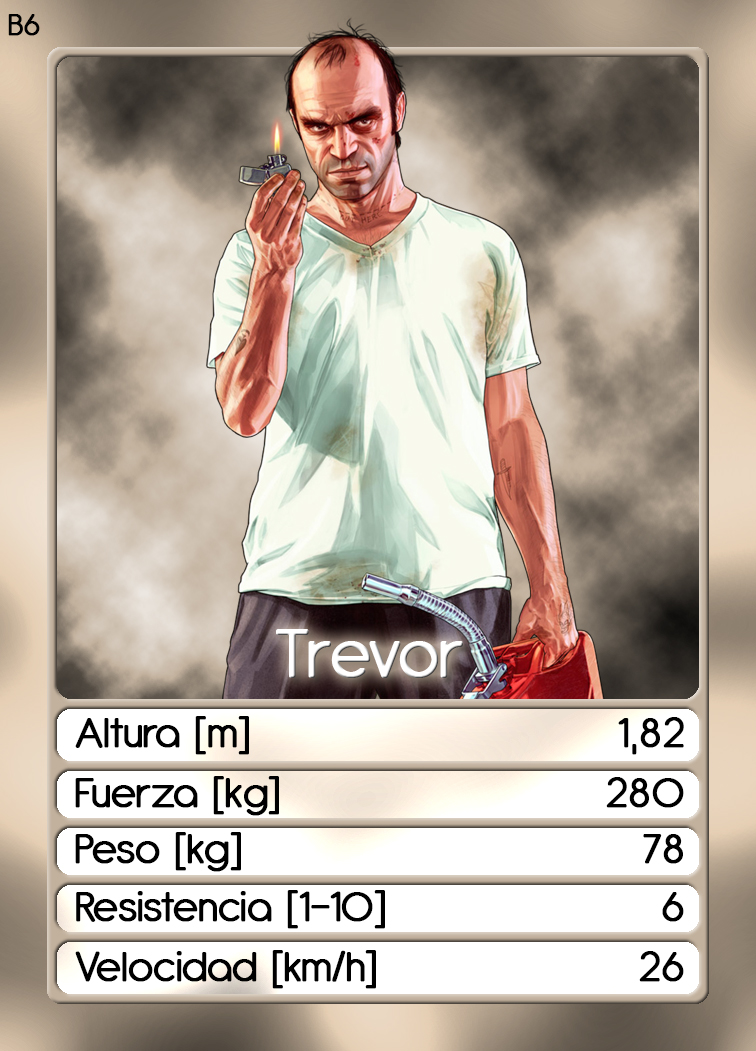 B6
Trevor
Altura [m] 1,82
Fuerza [kg] 280
Peso [kg] 78
Resistencia [1-10] 6
Velocidad [km/h] 26